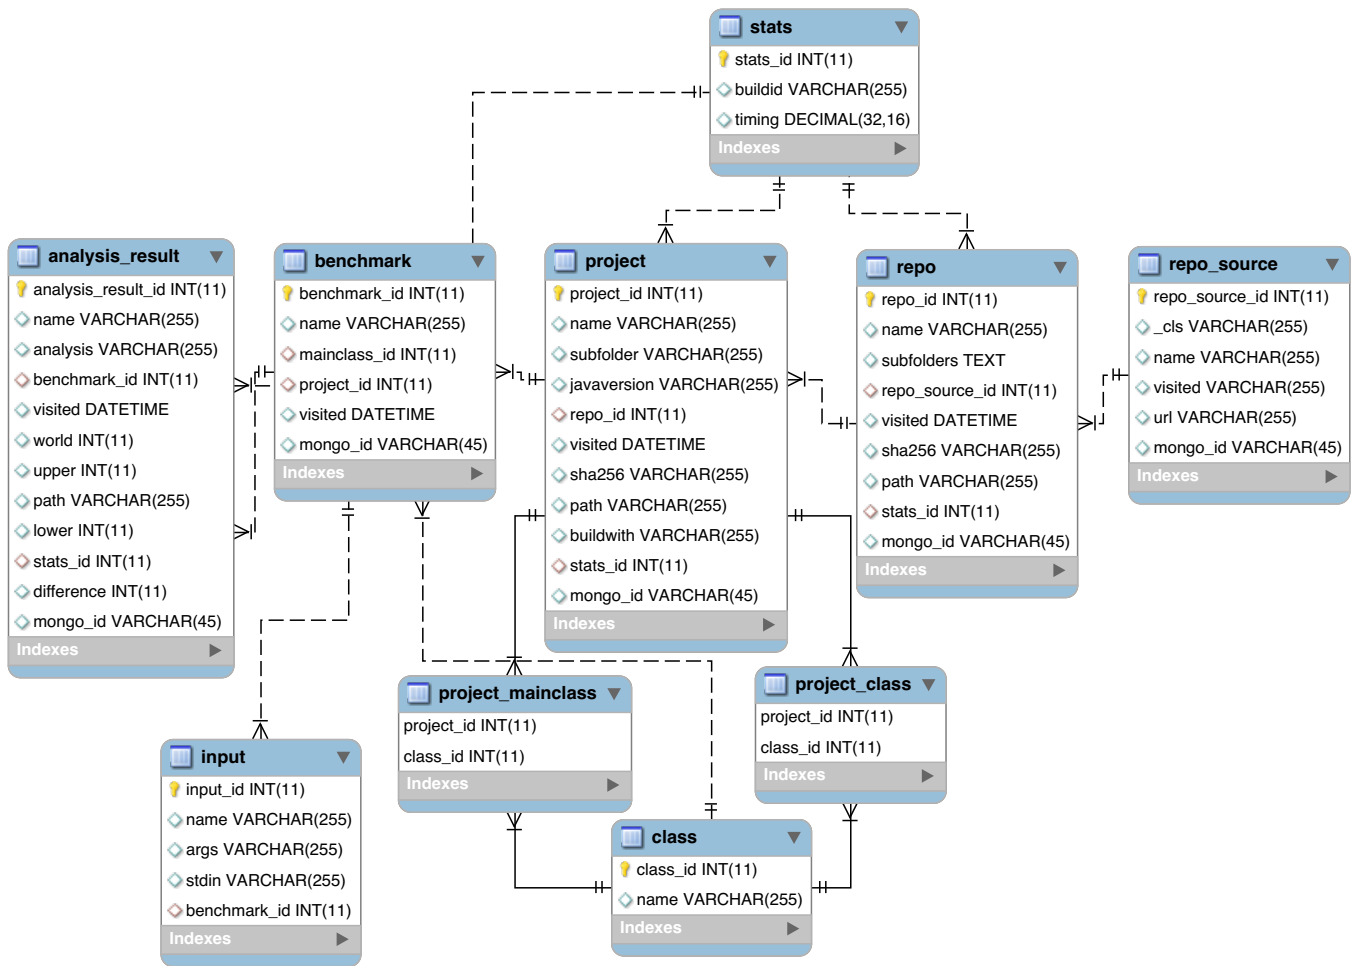 stats
stats_id INT(11)
buildid VARCHAR(255)
timing DECIMAL(32,16)
Indexes
analysis_result
analysis_result_id INT(11)
name VARCHAR(255)
analysis VARCHAR(255)
benchmark_id INT(11)
visited DATETIME
world INT(11)
upper INT(11)
path VARCHAR(255)
lower INT(11)
stats_id INT(11)
difference INT(11)
mongo_id VARCHAR(45)
Indexes
benchmark
benchmark_id INT(11)
name VARCHAR(255)
mainclass_id INT(11)
project_id INT(11)
visited DATETIME
mongo_id VARCHAR(45)
Indexes
project
project_id INT(11)
name VARCHAR(255)
subfolder VARCHAR(255)
javaversion VARCHAR(255)
repo_id INT(11)
visited DATETIME
sha256 VARCHAR(255)
path VARCHAR(255)
buildwith VARCHAR(255)
stats_id INT(11)
mongo_id VARCHAR(45)
Indexes
repo
repo_id INT(11)
name VARCHAR(255)
subfolders TEXT
repo_source_id INT(11)
visited DATETIME
sha256 VARCHAR(255)
path VARCHAR(255)
stats_id INT(11)
mongo_id VARCHAR(45)
Indexes
repo_source
repo_source_id INT(11)
_cls VARCHAR(255)
name VARCHAR(255)
visited VARCHAR(255)
url VARCHAR(255)
mongo_id VARCHAR(45)
Indexes
project_mainclass
project_id INT(11)
class_id INT(11)
Indexes
project_class
project_id INT(11)
class_id INT(11)
Indexes
input
input_id INT(11)
name VARCHAR(255)
args VARCHAR(255)
stdin VARCHAR(255)
benchmark_id INT(11)
Indexes
class
class_id INT(11)
name VARCHAR(255)
Indexes